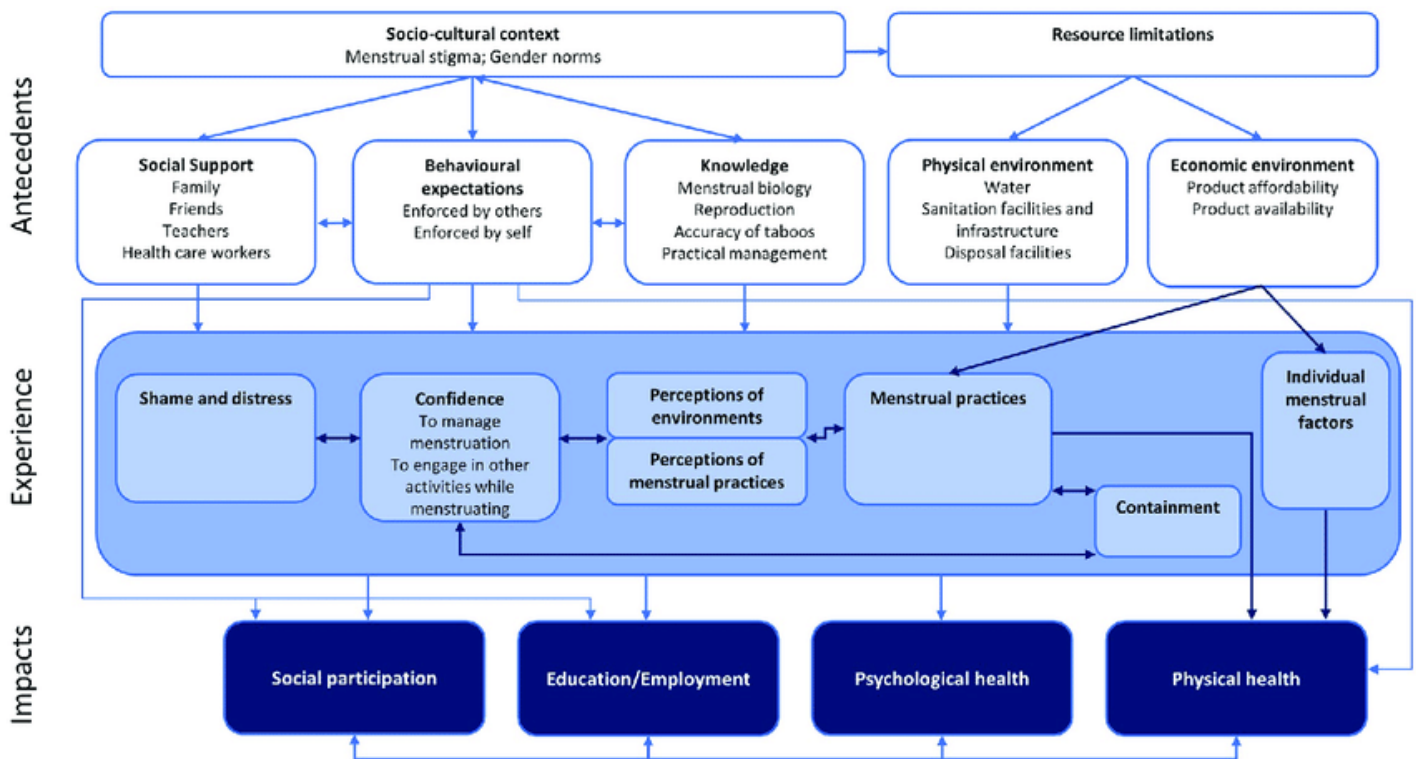 Antecedents
Socio-cultural context
Menstrual stigma; Gender norms
Resource limitations
Social Support
Family
Friends
Teachers
Health care workers
Behavioural
expectations
Enforced by others
Enforced by self
Knowledge
Menstrual biology
Reproduction
Accuracy of taboos
Practical management
Physical environment
Water
Sanitation facilities and
infrastructure
Disposal facilities
Economic environment
Product affordability
Product availability
Experience
Shame and distress
Confidence
To manage
menstruation
To engage in other
activities while
menstruating
Perceptions of
environments
Perceptions of
menstrual practices
Menstrual practices
Containment
Individual
menstrual
factors
Impacts
Social participation
Education/Employment
Psychological health
Physical health